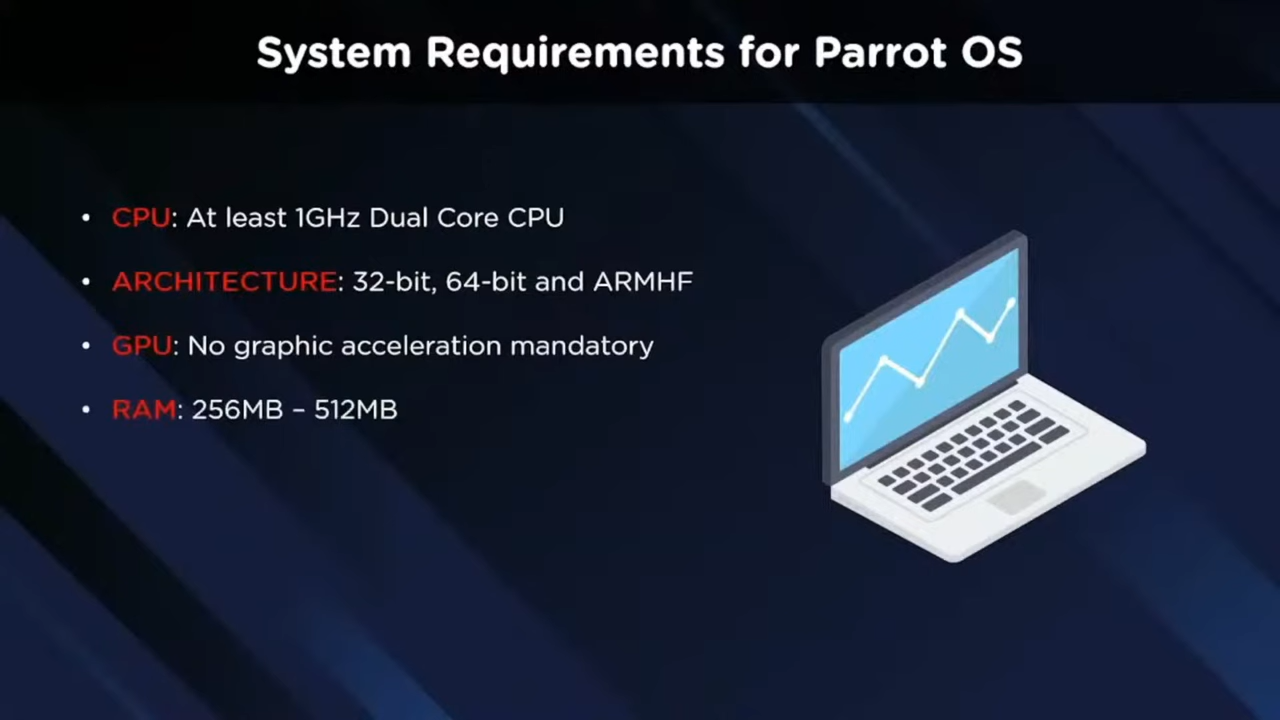 System Requirements for Parrot OS
• CPU: At least 1GHz Dual Core CPU
• ARCHITECTURE: 32-bit, 64-bit and ARMHF
• GPU: No graphic acceleration mandatory
• RAM: 256MB – 512MB